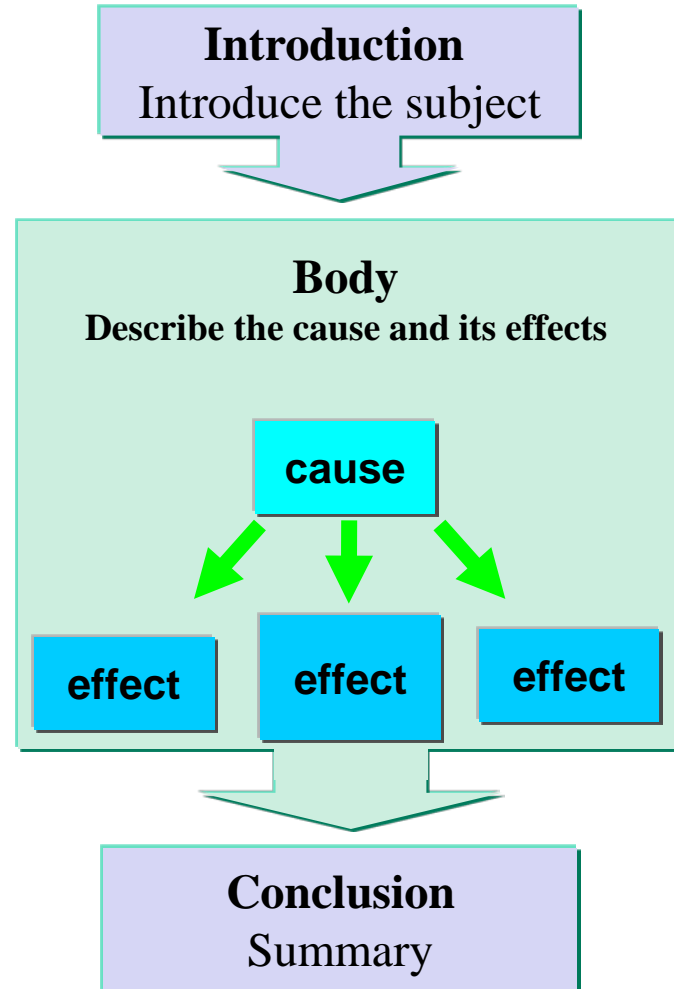 Introduction
Introduce the subject
Body
Describe the cause and its effects
cause
effect
effect
effect
Conclusion
Summary